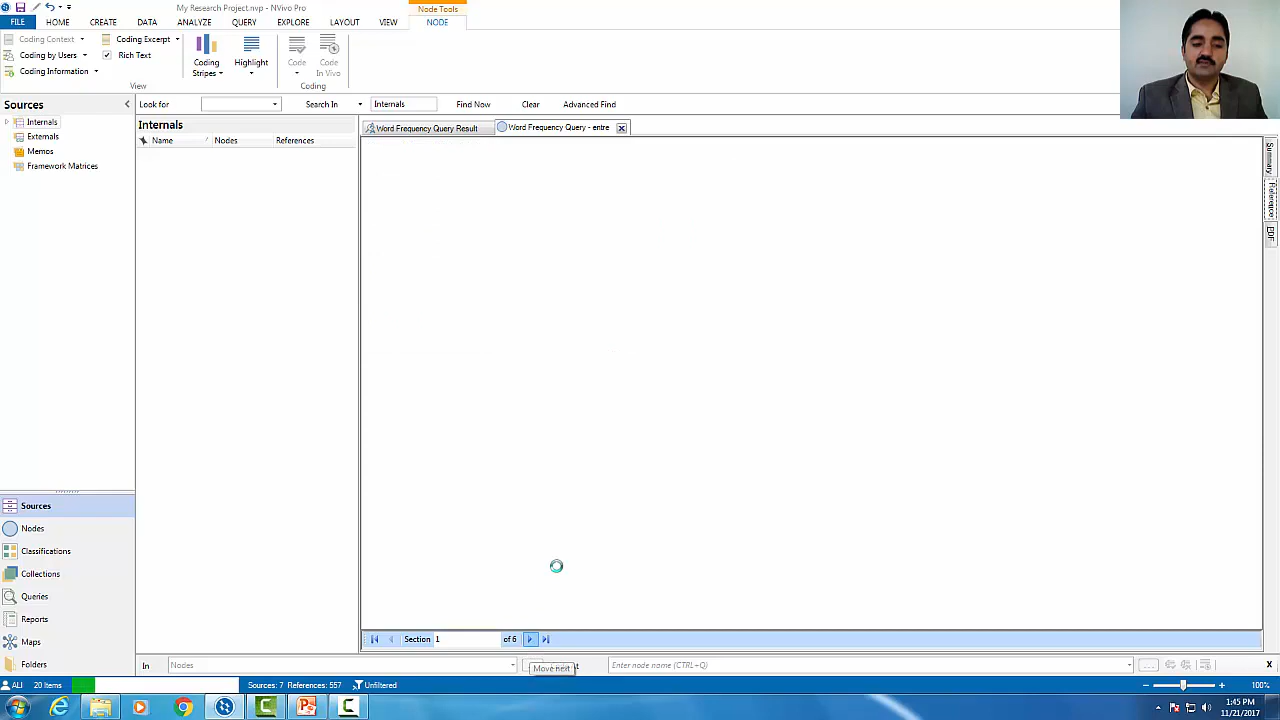 My Research Project.nvp - NVivo Pro
Node Tools
FILE HOME CREATE DATA ANALYZE QUERY EXPLORE LAYOUT VIEW NODE
Coding Context
Coding Excerpt
Coding by Users
Rich Text
Coding Information
Coding Stripes
Highlight
Code
Code In Vivo
View
Coding
Sources
Look for
Search In
Internals
Find Now
Clear
Advanced Find
Internals
Externals
Memos
Framework Matrices
Internals
Name
Nodes
References
Word Frequency Query Result
Word Frequency Query - entre
Summary
Reference
PDF
Sources
Nodes
Classifications
Collections
Queries
Reports
Maps
Folders
Section 1 of 6
In
Nodes
Move next
Enter node name (CTRL+Q)
ALI 20 Items
Sources: 7 References: 557
Unfiltered
100%
1:45 PM
11/21/2017